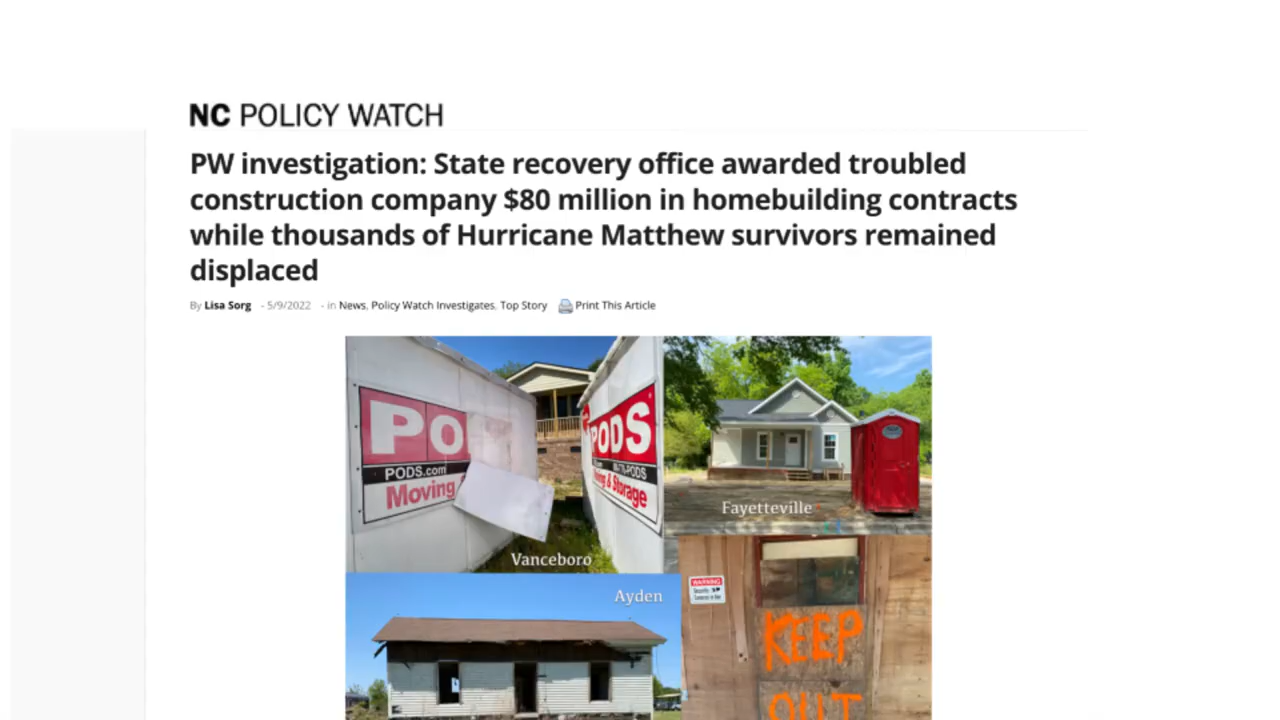 NC POLICY WATCH
PW investigation: State recovery office awarded troubled
construction company $80 million in homebuilding contracts
while thousands of Hurricane Matthew survivors remained
displaced
By Lisa Sorg - 5/9/2022 - in News, Policy Watch Investigates, Top Story Print This Article
PO
PODS.com
Moving
PODS
Storage
Vanceboro
Fayetteville
Ayden
WARNING
KEEP
OUT